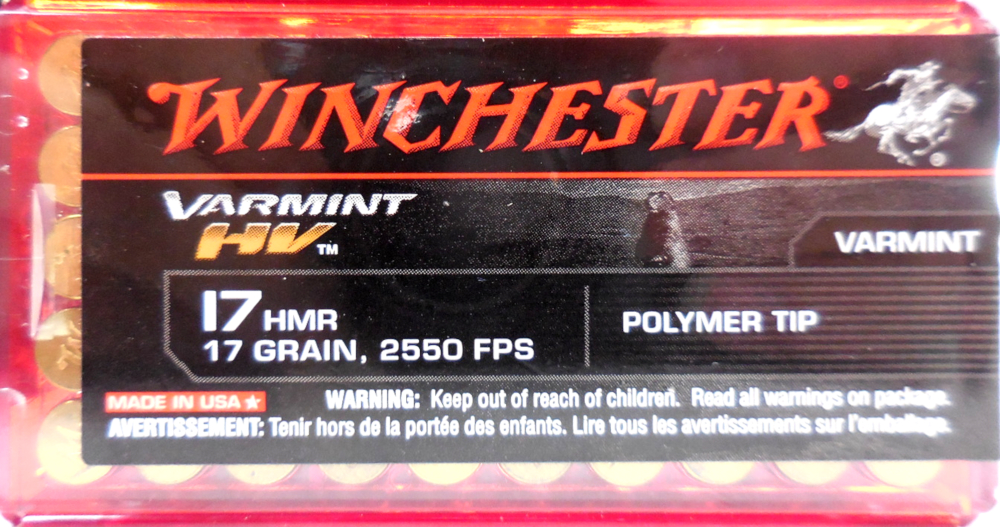 WINCHESTER®
VARMINT
HV™
VARMINT
17 HMR
17 GRAIN, 2550 FPS
POLYMER TIP
MADE IN USA ★
WARNING: Keep out of reach of children. Read all warnings on package.
AVERTISSEMENT: Tenir hors de la portée des enfants. Lire tous les avertissements sur l'emballage.